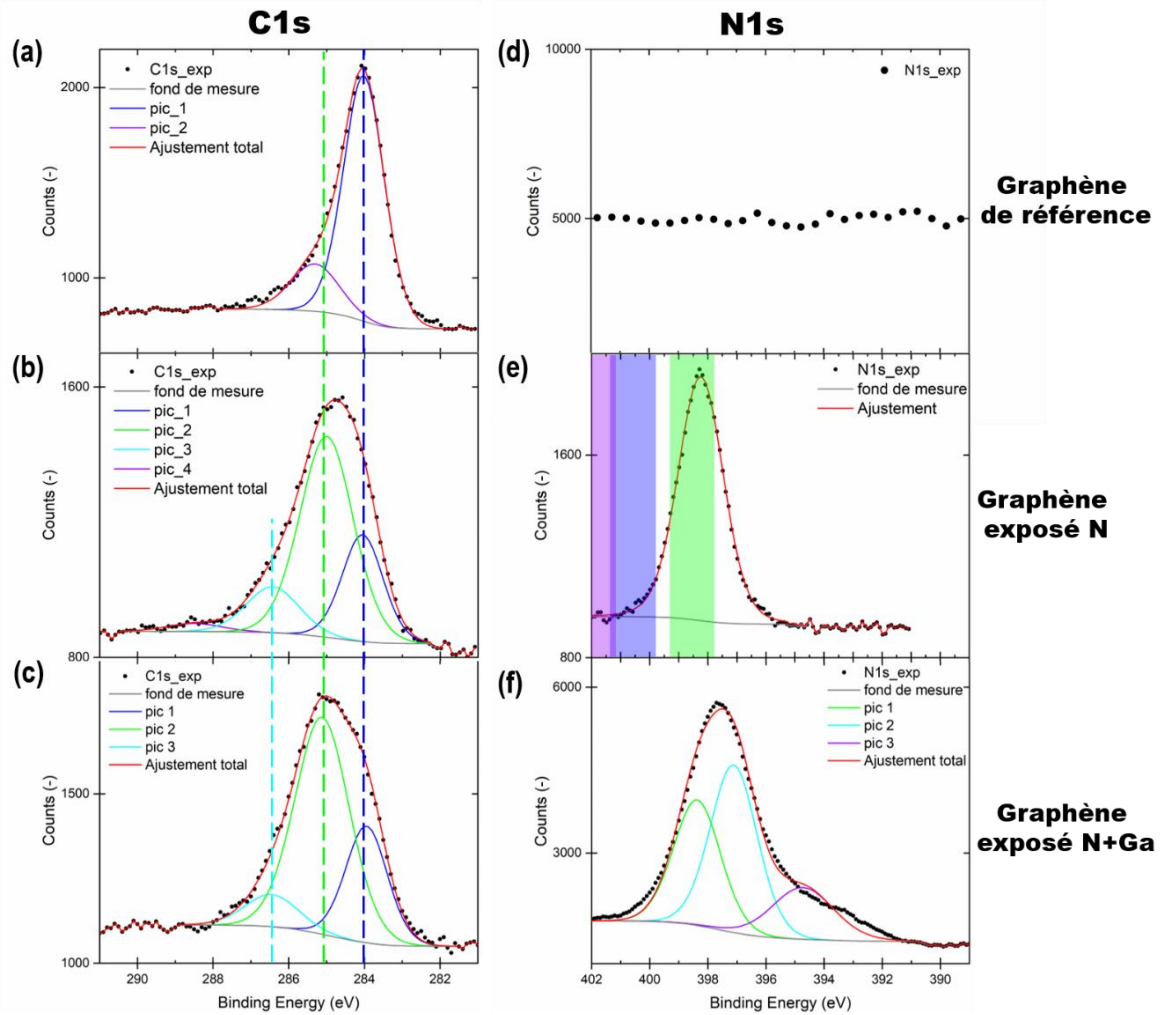 C1s
N1s
(a)
C1s_exp
fond de mesure
pic_1
pic_2
Ajustement total
2000
1000
Counts (-)
(d)
N1s_exp
10000
5000
Counts (-)
Graphène
de référence
(b)
C1s_exp
fond de mesure
pic_1
pic_2
pic_3
pic_4
Ajustement total
1600
800
Counts (-)
(e)
N1s_exp
fond de mesure
Ajustement
1600
800
Counts (-)
Graphène
exposé N
(c)
C1s_exp
fond de mesure
pic 1
pic 2
pic 3
Ajustement total
1500
1000
Counts (-)
290 288 286 284 282
Binding Energy (eV)
(f)
N1s_exp
fond de mesure
pic 1
pic 2
pic 3
Ajustement total
6000
3000
Counts (-)
402 400 398 396 394 392 390
Binding Energy (eV)
Graphène
exposé N+Ga